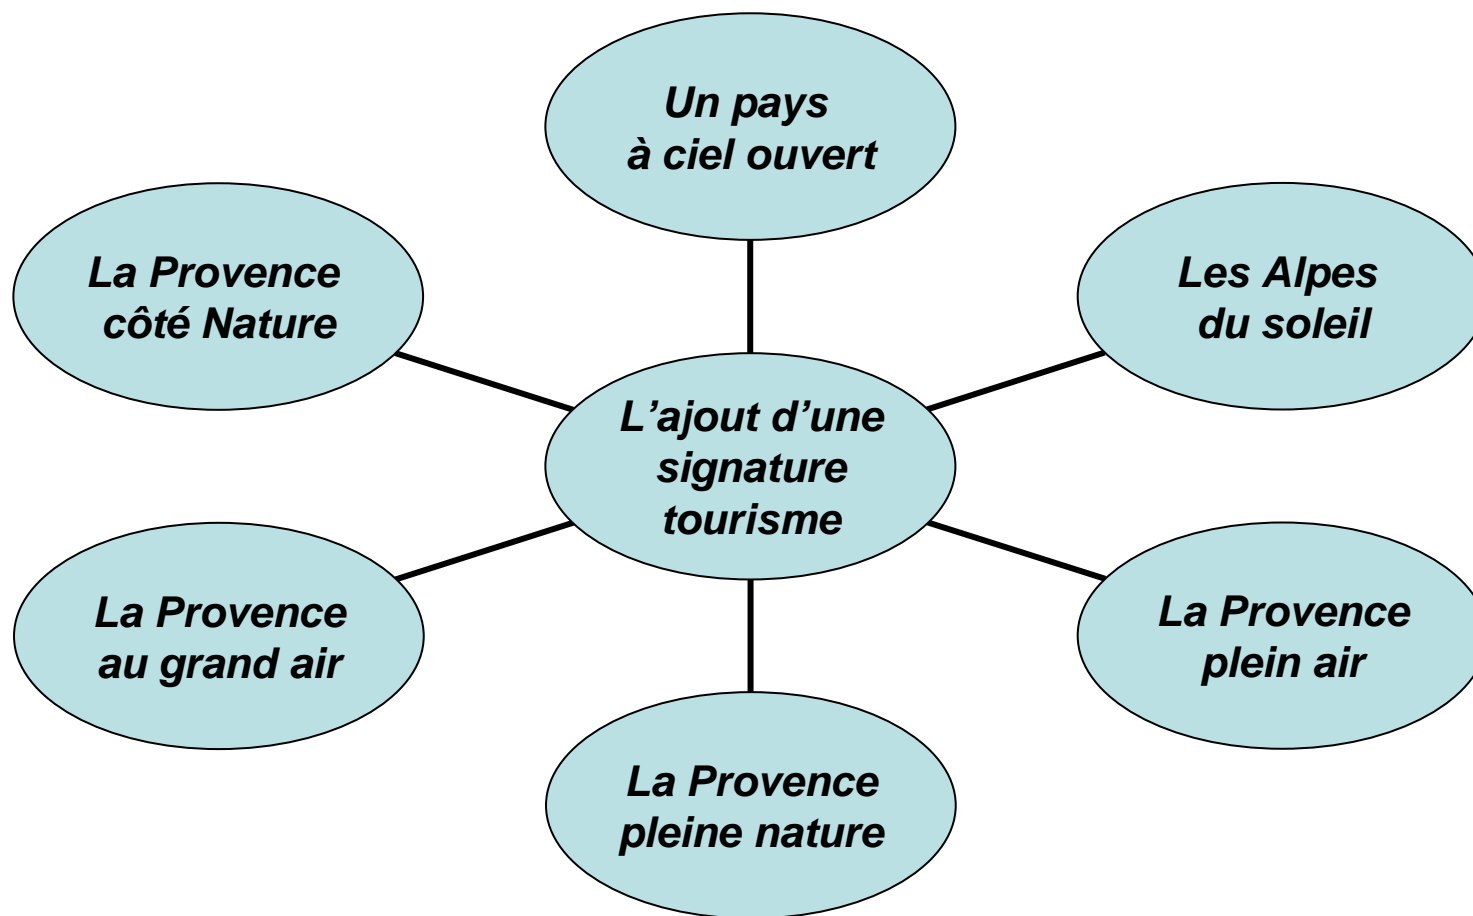 Un pays
à ciel ouvert
La Provence
côté Nature
Les Alpes
du soleil
L’ajout d’une
signature
tourisme
La Provence
au grand air
La Provence
plein air
La Provence
pleine nature